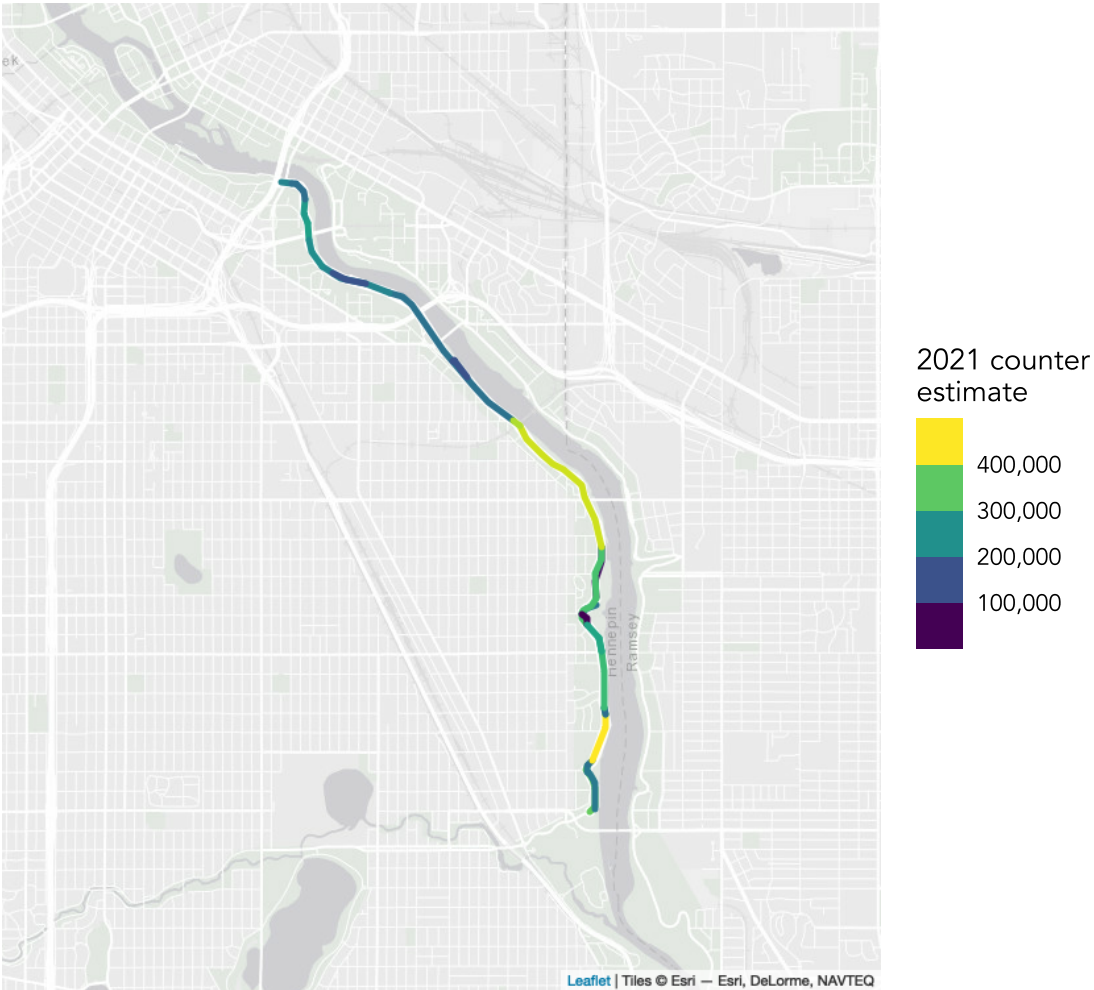 ek
2021 counter
estimate
400,000
300,000
200,000
100,000
Hennepin
Ramsey
Leaflet | Tiles © Esri — Esri, DeLorme, NAVTEQ